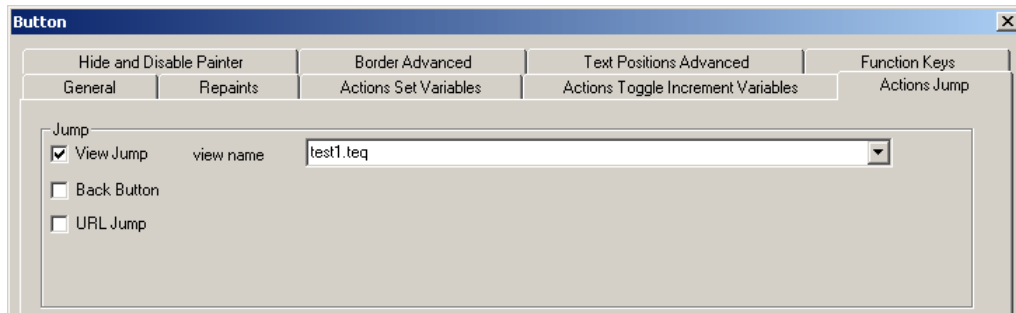 Button
Hide and Disable Painter Border Advanced Text Positions Advanced Function Keys
General Repaints Actions Set Variables Actions Toggle Increment Variables Actions Jump
Jump
View Jump view name test1.teq
Back Button
URL Jump